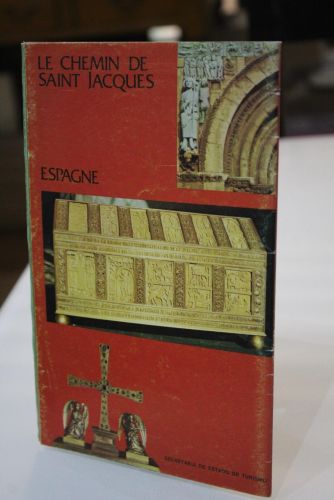 LE CHEMIN DE
SAINT JACQUES
ESPAGNE
SECRETARIA DE ESTADO DE TURISMO